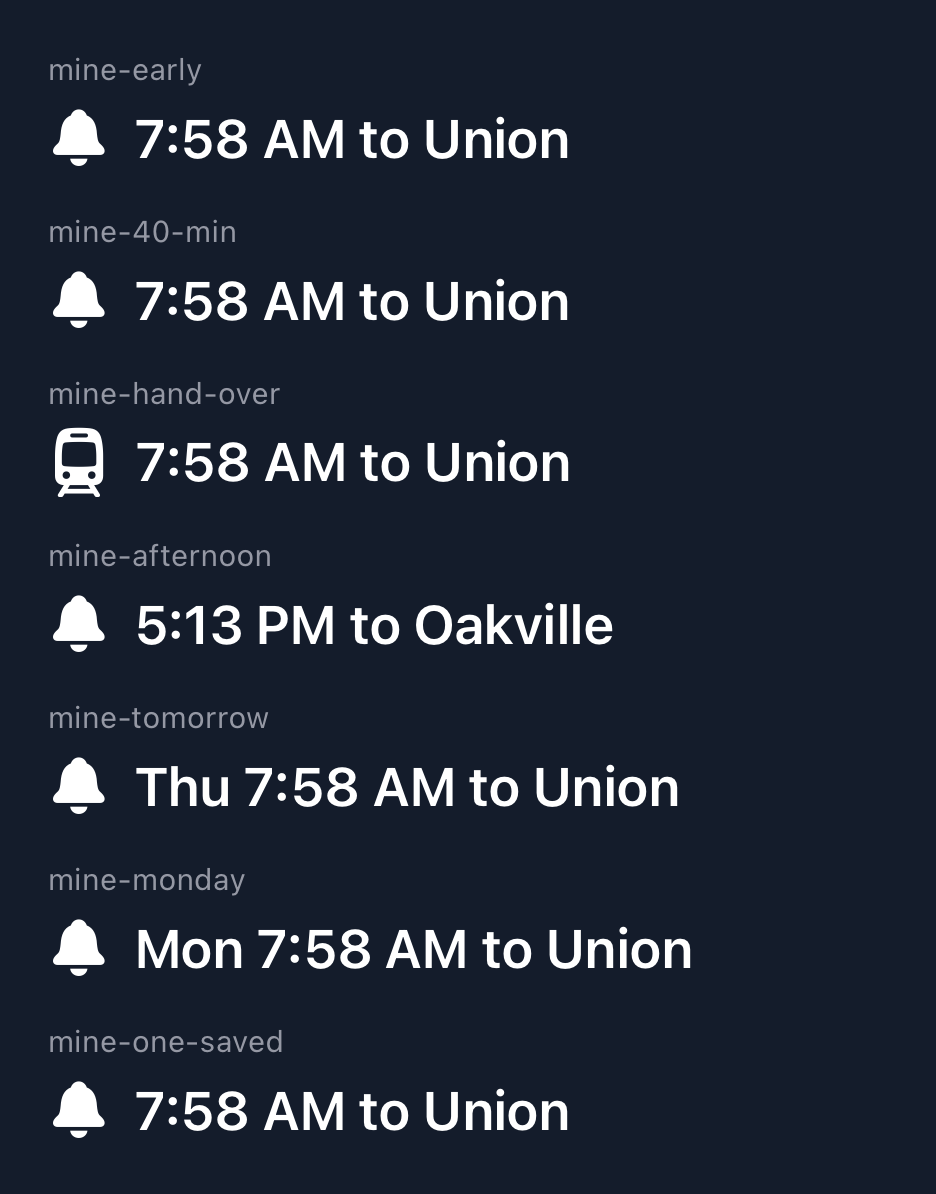 mine-early
7:58 AM to Union
mine-40-min
7:58 AM to Union
mine-hand-over
7:58 AM to Union
mine-afternoon
5:13 PM to Oakville
mine-tomorrow
Thu 7:58 AM to Union
mine-monday
Mon 7:58 AM to Union
mine-one-saved
7:58 AM to Union